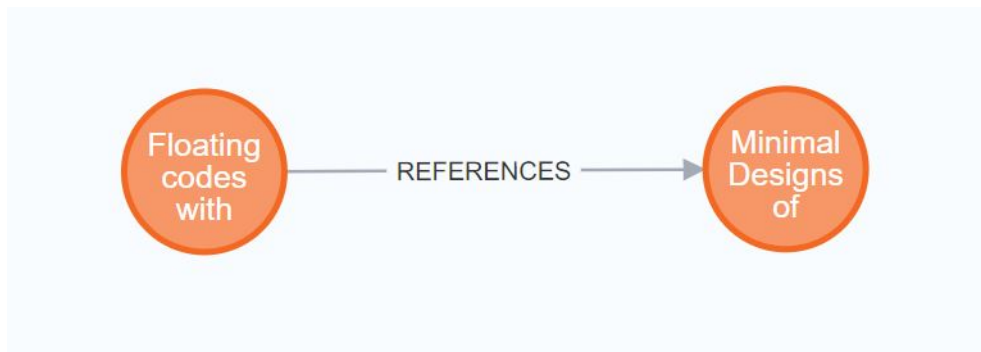 Floating
codes
with
REFERENCES
Minimal
Designs
of